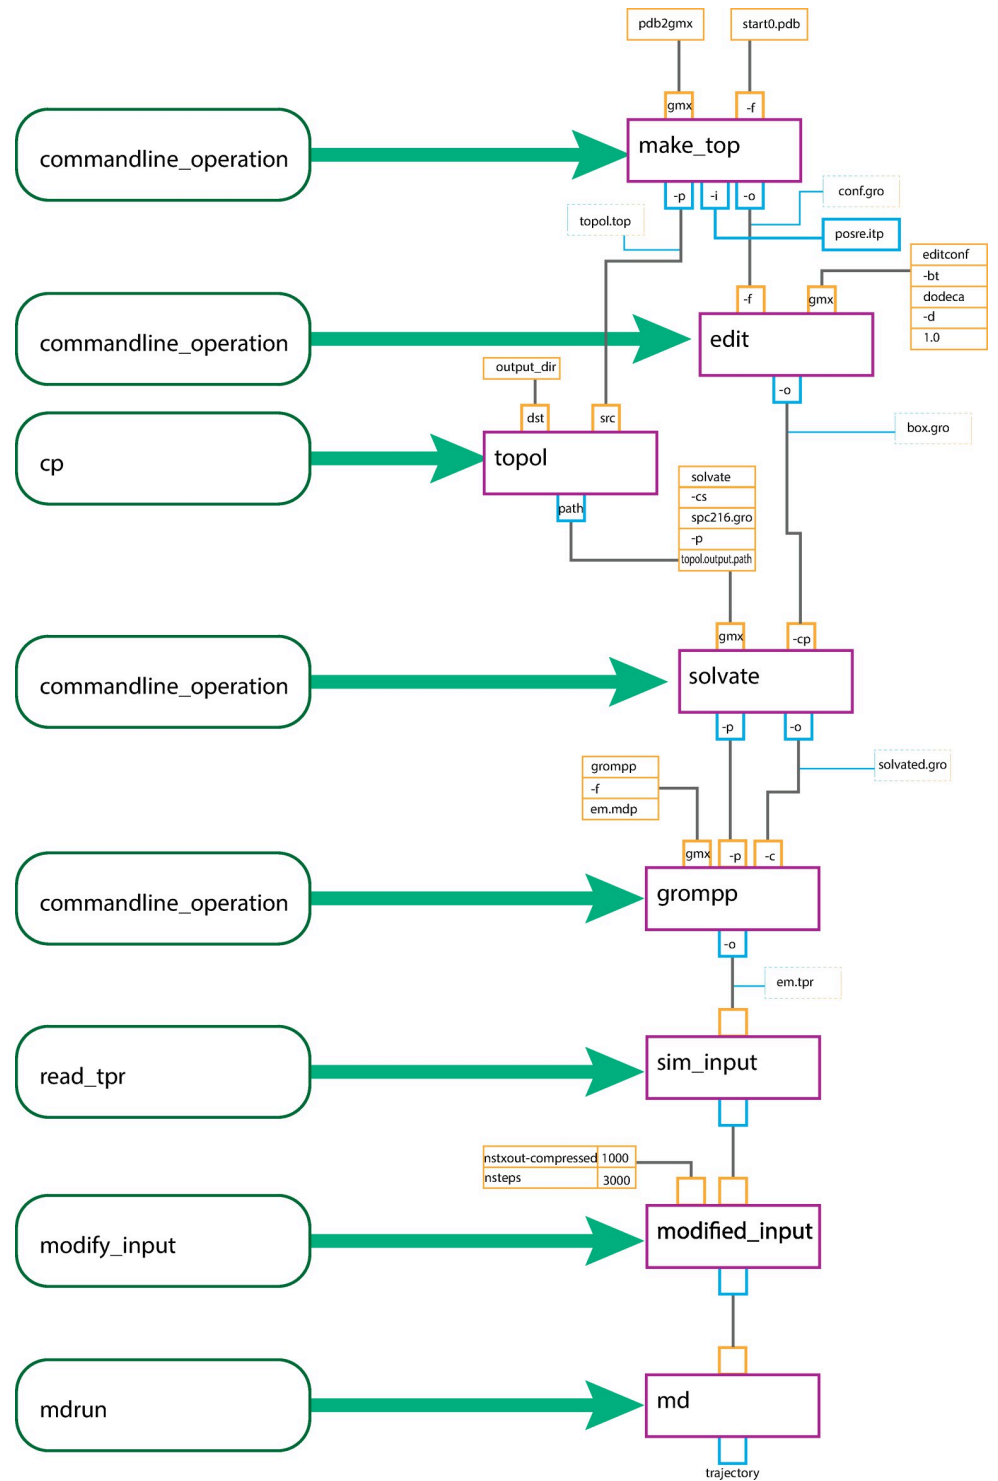 pdb2gmx
start0.pdb
gmx
-f
commandline_operation
make_top
-p
-i
-o
conf.gro
topol.top
posre.itp
editconf
-bt
dodeca
-d
1.0
-f
gmx
commandline_operation
edit
output_dir
-o
dst
src
box.gro
cp
topol
path
solvate
-cs
spc216.gro
-p
topol.output.path
gmx
-cp
commandline_operation
solvate
-p
-o
solvated.gro
grompp
-f
em.mdp
gmx
-p
-c
commandline_operation
grompp
-o
em.tpr
read_tpr
sim_input
nstxout-compressed 1000
nsteps 3000
modify_input
modified_input
mdrun
md
trajectory